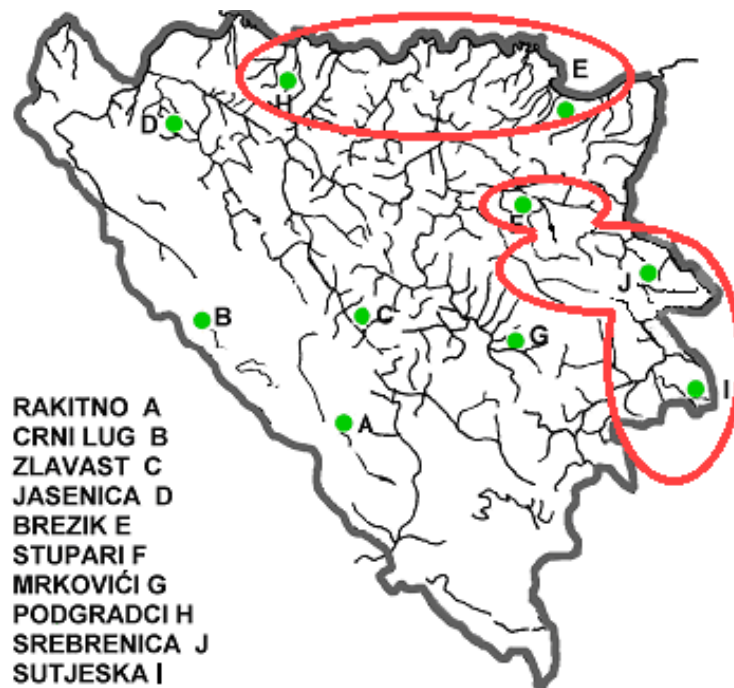 E
H
D
F
J
B
C
G
I
A
RAKITNO A
CRNI LUG B
ZLAVAST C
JASENICA D
BREZIK E
STUPARI F
MRKOVIĆI G
PODGRADCI H
SREBRENICA J
SUTJESKA I